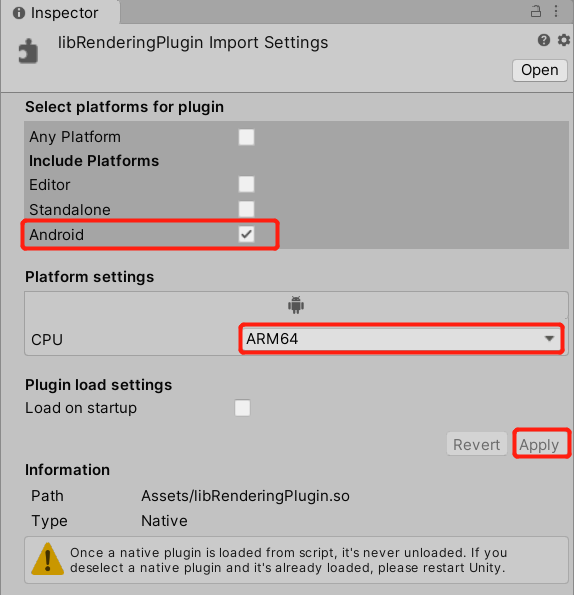 Inspector
libRenderingPlugin Import Settings
Open
Select platforms for plugin
Any Platform
Include Platforms
Editor
Standalone
Android
Platform settings
CPU ARM64
Plugin load settings
Load on startup
Revert Apply
Information
Path Assets/libRenderingPlugin.so
Type Native
Once a native plugin is loaded from script, it's never unloaded. If you
deselect a native plugin and it's already loaded, please restart Unity.